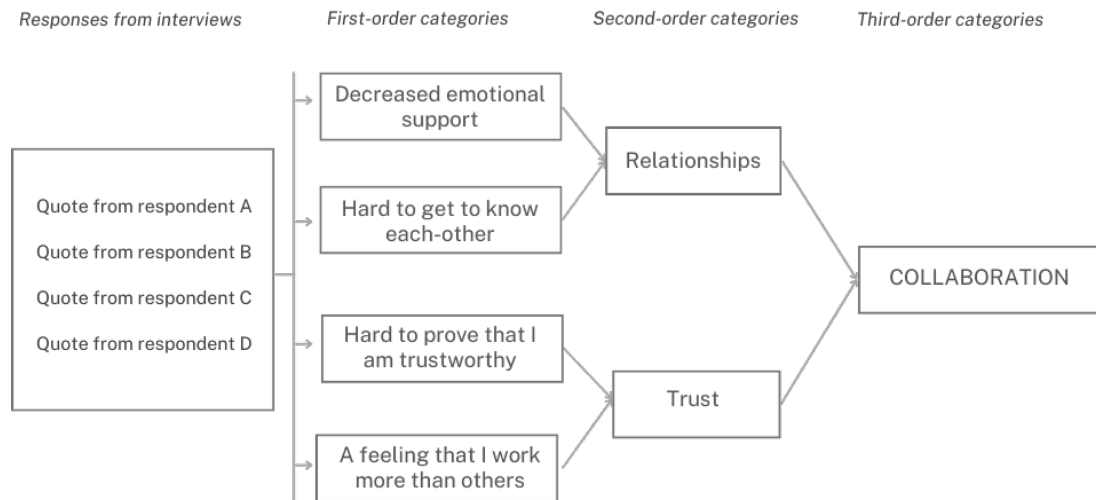 Responses from interviews
First-order categories
Second-order categories
Third-order categories
Quote from respondent A
Quote from respondent B
Quote from respondent C
Quote from respondent D
Decreased emotional
support
Hard to get to know
each-other
Hard to prove that I
am trustworthy
A feeling that I work
more than others
Relationships
Trust
COLLABORATION